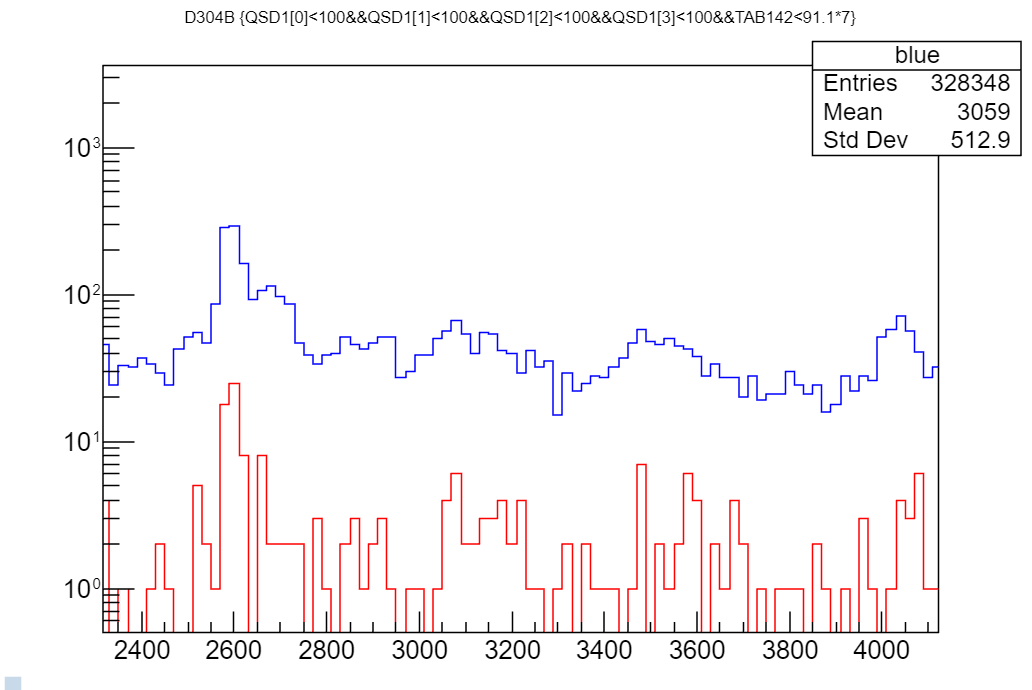 D304B {QSD1[0]<100&&QSD1[1]<100&&QSD1[2]<100&&QSD1[3]<100&&TAB142<91.1*7}
blue
Entries 328348
Mean 3059
Std Dev 512.9
10³
10²
10¹
10⁰
2400 2600 2800 3000 3200 3400 3600 3800 4000